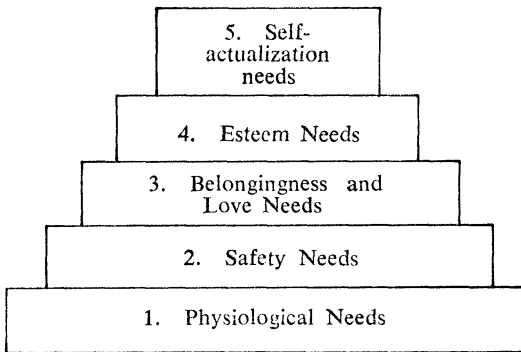 5. Self-
actualization
needs
4. Esteem Needs
3. Belongingness and
Love Needs
2. Safety Needs
1. Physiological Needs